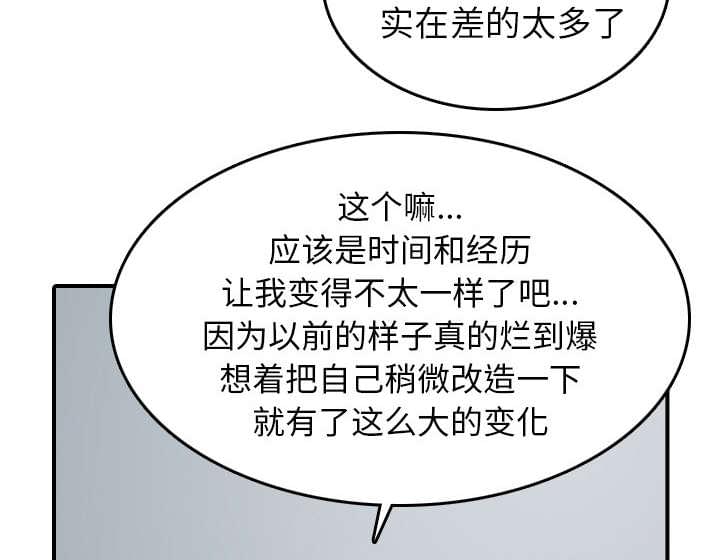 实在差的太多了
这个嘛...
应该是时间和经历
让我变得不太一样了吧...
因为以前的样子真的烂到爆
想着把自己稍微改造一下
就有了这么大的变化